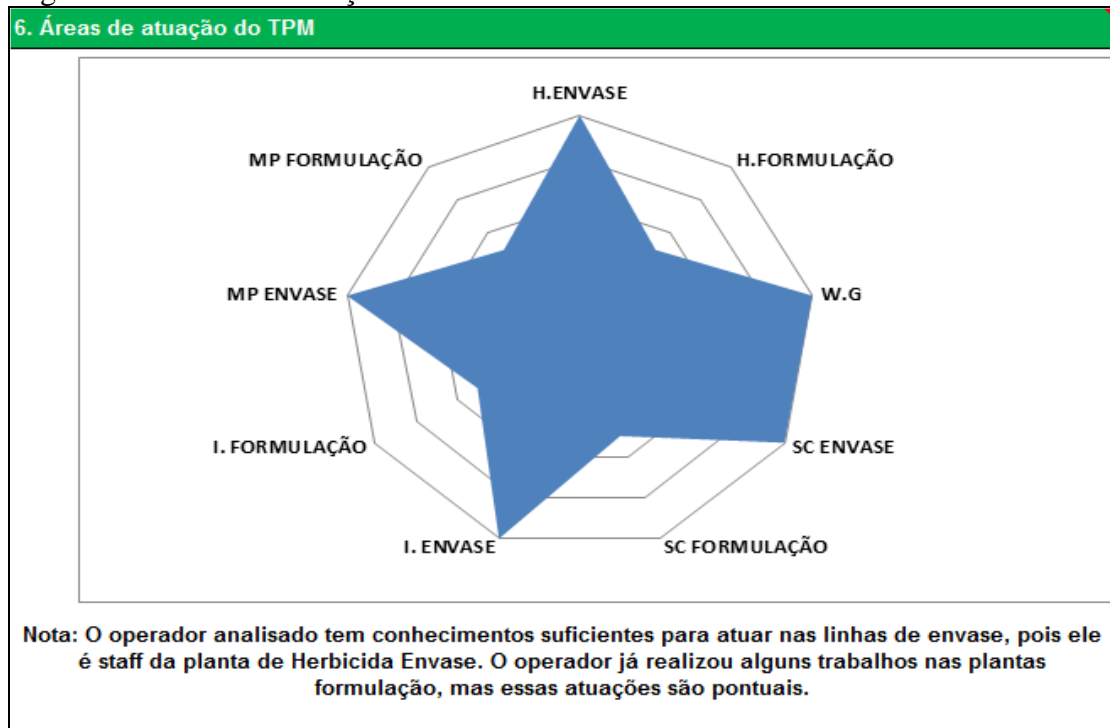 6. Áreas de atuação do TPM
H.ENVASE
MP FORMULAÇÃO
H.FORMULAÇÃO
MP ENVASE
W.G
I. FORMULAÇÃO
SC ENVASE
I. ENVASE
SC FORMULAÇÃO
Nota: O operador analisado tem conhecimentos suficientes para atuar nas linhas de envase, pois ele
é staff da planta de Herbicida Envase. O operador já realizou alguns trabalhos nas plantas
formulação, mas essas atuações são pontuais.